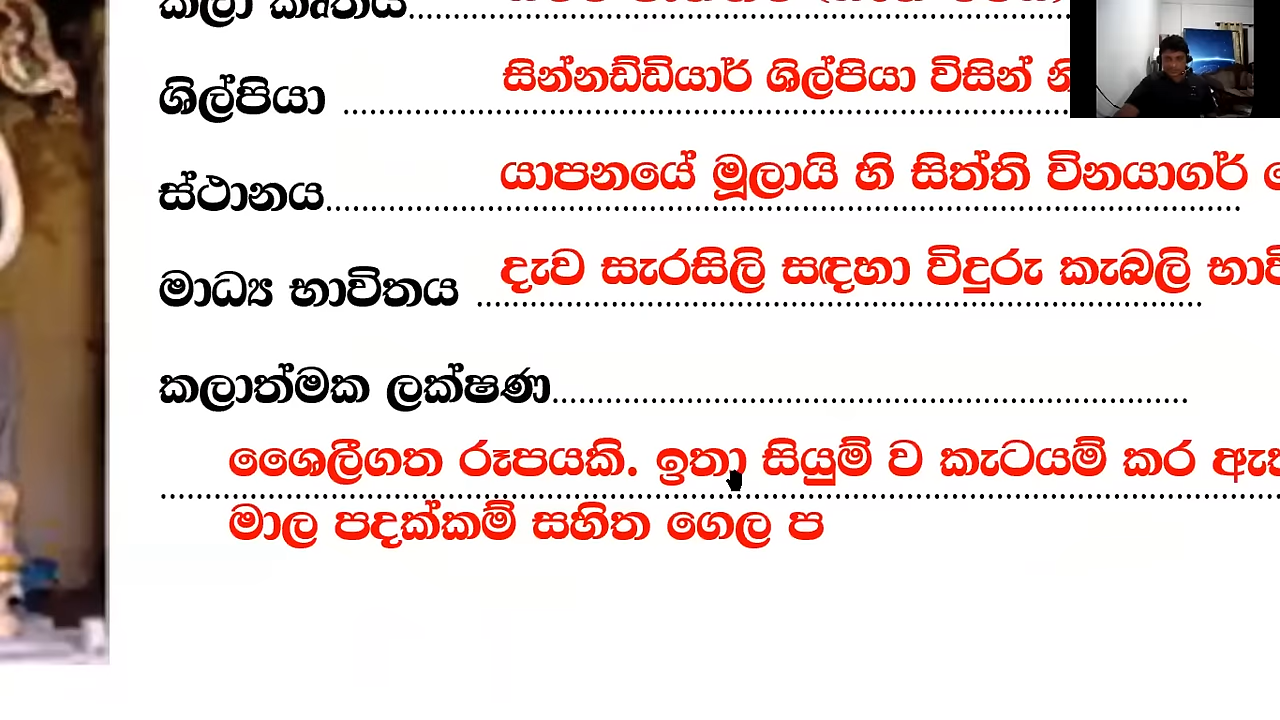 කලා කෘතිය
ශිල්පියා ........ සින්නඩ්ඩියාර් ශිල්පියා විසින්
ස්ථානය........ යාපනයේ මූලායි හි සිත්ති විනයාගර්
මාධ්‍ය භාවිතය ........ දැව සැරසිලි සඳහා විදුරු කැබලි
කලාත්මක ලක්ෂණ........
ශෛලීගත රූපයකි. ඉතා සියුම් ව කැටයම් කර
මාල පදක්කම් සහිත ගෙල ප